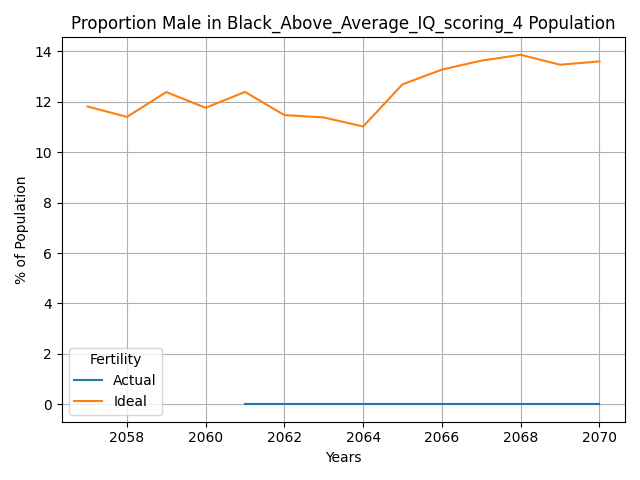 Proportion Male in Black_Above_Average_IQ_scoring_4 Population
14
12
10
8
6
4
2
0
% of Population
Fertility
Actual
Ideal
2058 2060 2062 2064 2066 2068 2070
Years